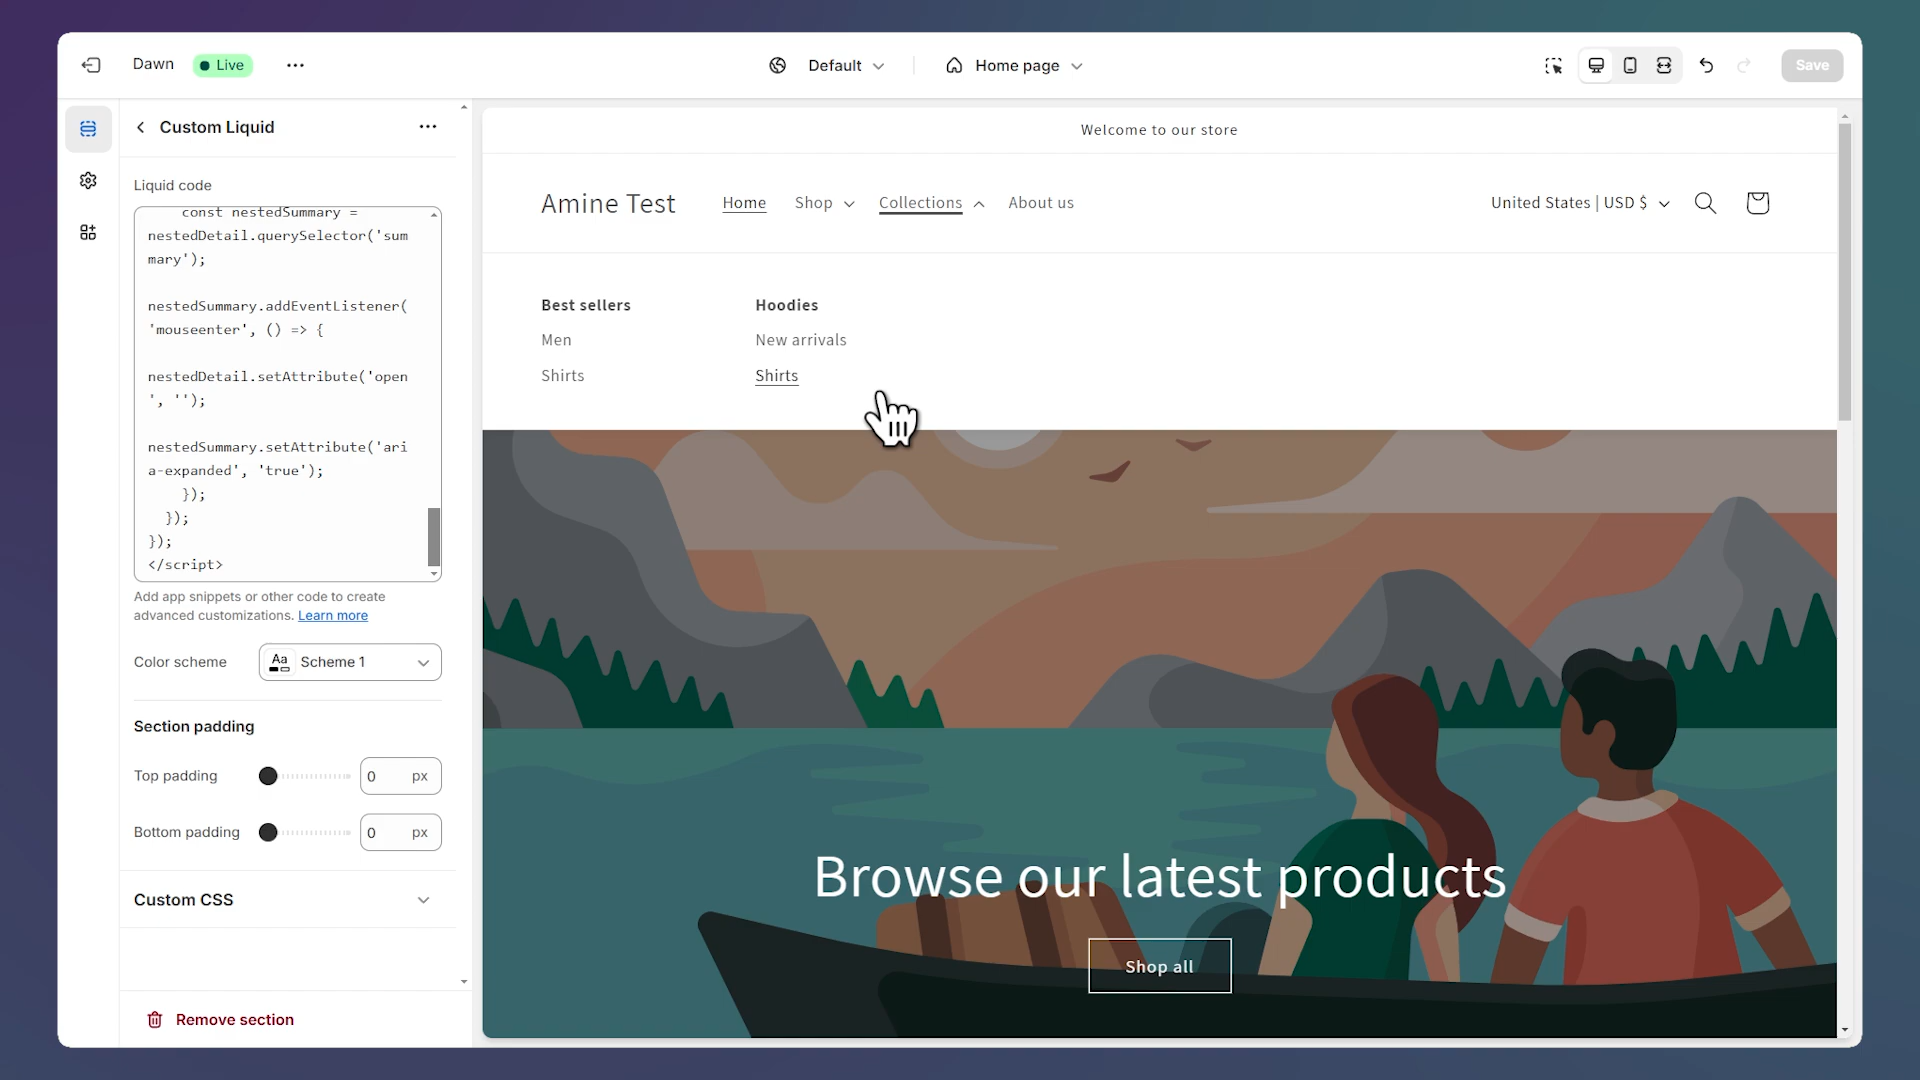 Dawn
Live
Default
Home page
Save
Custom Liquid
Liquid code
const nestedSummary =
nestedDetail.querySelector('sum
mary');
nestedSummary.addEventListener(
'mouseenter', () => {
nestedDetail.setAttribute('open
', '');
nestedSummary.setAttribute('ari
a-expanded', 'true');
});
});
});
</script>
Add app snippets or other code to create
advanced customizations. Learn more
Color scheme
Aa
Scheme 1
Section padding
Top padding
0 px
Bottom padding
0 px
Custom CSS
Remove section
Welcome to our store
Amine Test
Home
Shop
Collections
About us
United States | USD $
Best sellers
Men
Shirts
Hoodies
New arrivals
Shirts
Browse our latest products
Shop all